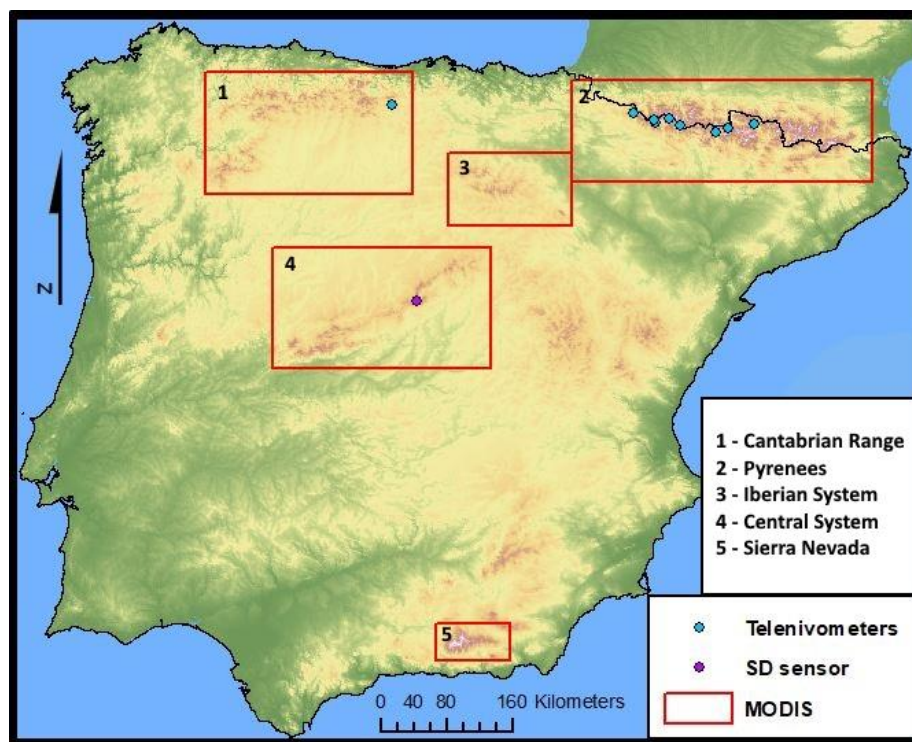 1
2
3
4
N
5
1 - Cantabrian Range
2 - Pyrenees
3 - Iberian System
4 - Central System
5 - Sierra Nevada
Telenivometers
SD sensor
MODIS
0 40 80 160 Kilometers